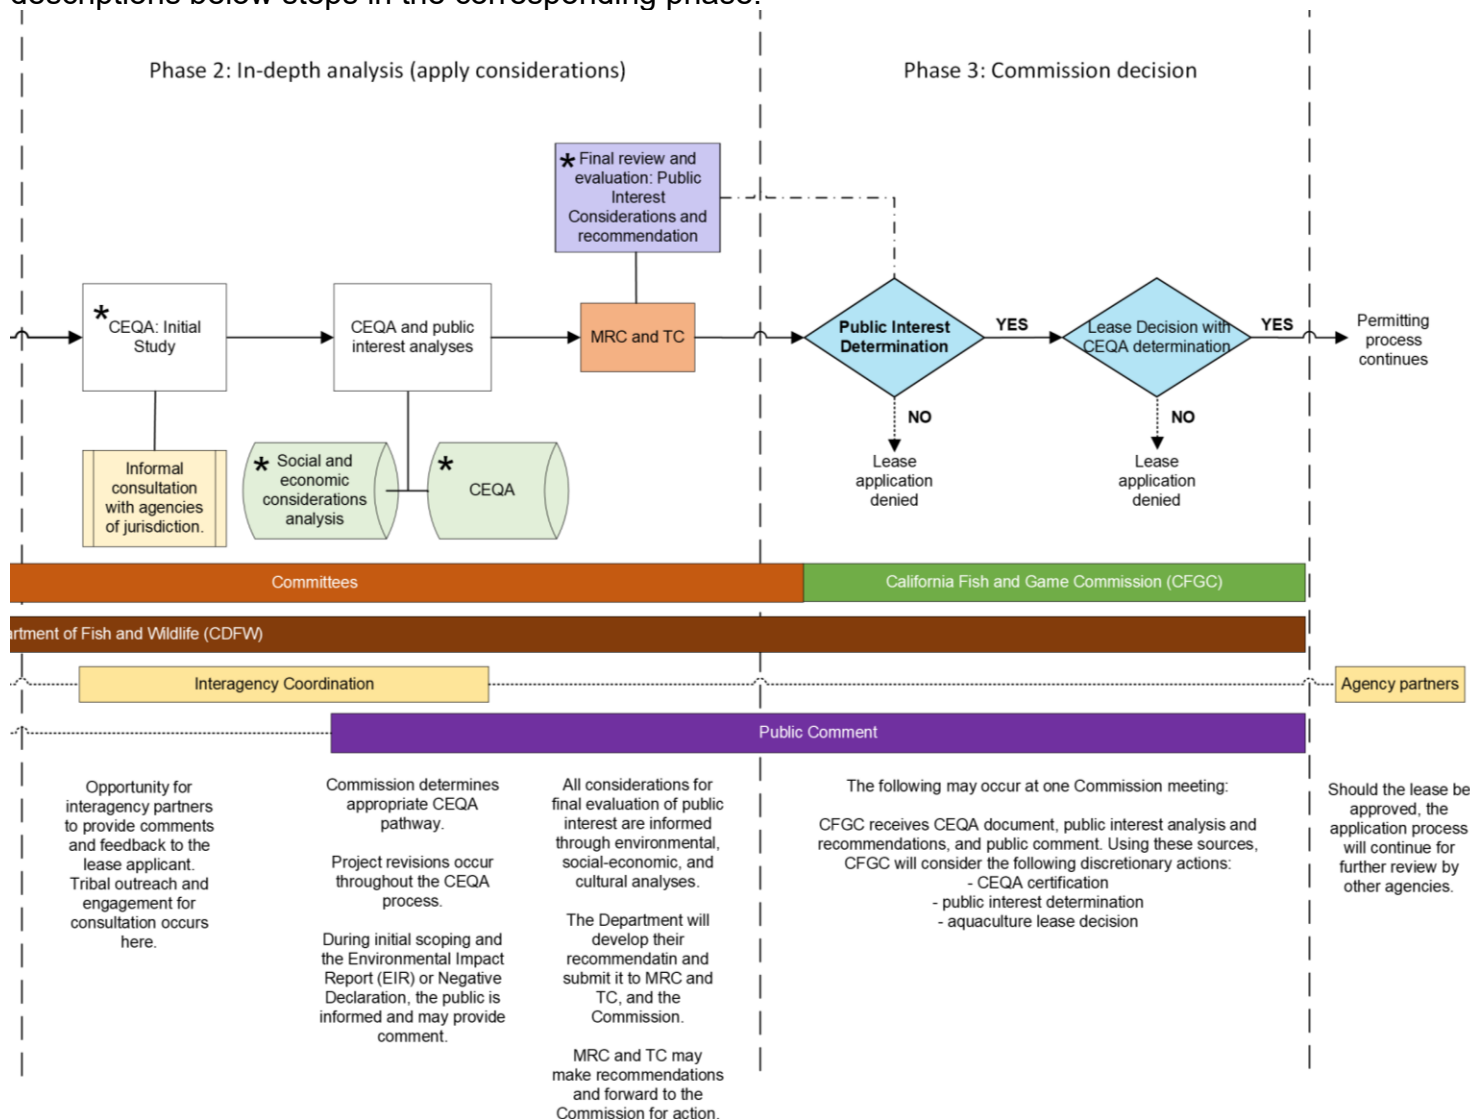 descriptions below steps in the corresponding phase.
Phase 2: In-depth analysis (apply considerations)
Phase 3: Commission decision
* Final review and
evaluation: Public
Interest
Considerations and
recommendation
* CEQA: Initial
Study
CEQA and public
interest analyses
MRC and TC
Public Interest
Determination
YES
Lease Decision with
CEQA determination
YES
Permitting
process
continues
NO
Lease
application
denied
NO
Lease
application
denied
Informal
consultation
with agencies
of jurisdiction.
* Social and
economic
considerations
analysis
* CEQA
Committees
California Fish and Game Commission (CFGC)
artment of Fish and Wildlife (CDFW)
Interagency Coordination
Agency partners
Public Comment
Opportunity for
interagency partners
to provide comments
and feedback to the
lease applicant.
Tribal outreach and
engagement for
consultation occurs
here.
Commission determines
appropriate CEQA
pathway.
Project revisions occur
throughout the CEQA
process.
During initial scoping and
the Environmental Impact
Report (EIR) or Negative
Declaration, the public is
informed and may provide
comment.
All considerations for
final evaluation of public
interest are informed
through environmental,
social-economic, and
cultural analyses.
The Department will
develop their
recommendatin and
submit it to MRC and
TC, and the
Commission.
MRC and TC may
make recommendations
and forward to the
Commission for action.
The following may occur at one Commission meeting:
CFGC receives CEQA document, public interest analysis and
recommendations, and public comment. Using these sources,
CFGC will consider the following discretionary actions:
- CEQA certification
- public interest determination
- aquaculture lease decision
Should the lease be
approved, the
application process
will continue for
further review by
other agencies.